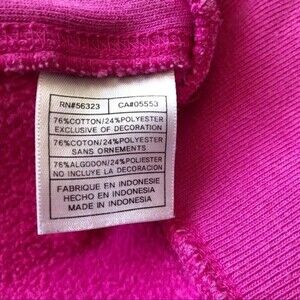 RN#56323 CA#05553
76%COTTON/24%POLYESTER
EXCLUSIVE OF DECORATION
76%COTON/24%POLYESTER
SANS ORNEMENTS
76%ALGODON/24%POLIESTER
NO INCLUYE LA DECORACION
FABRIQUE EN INDONESIE
HECHO EN INDONESIA
MADE IN INDONESIA